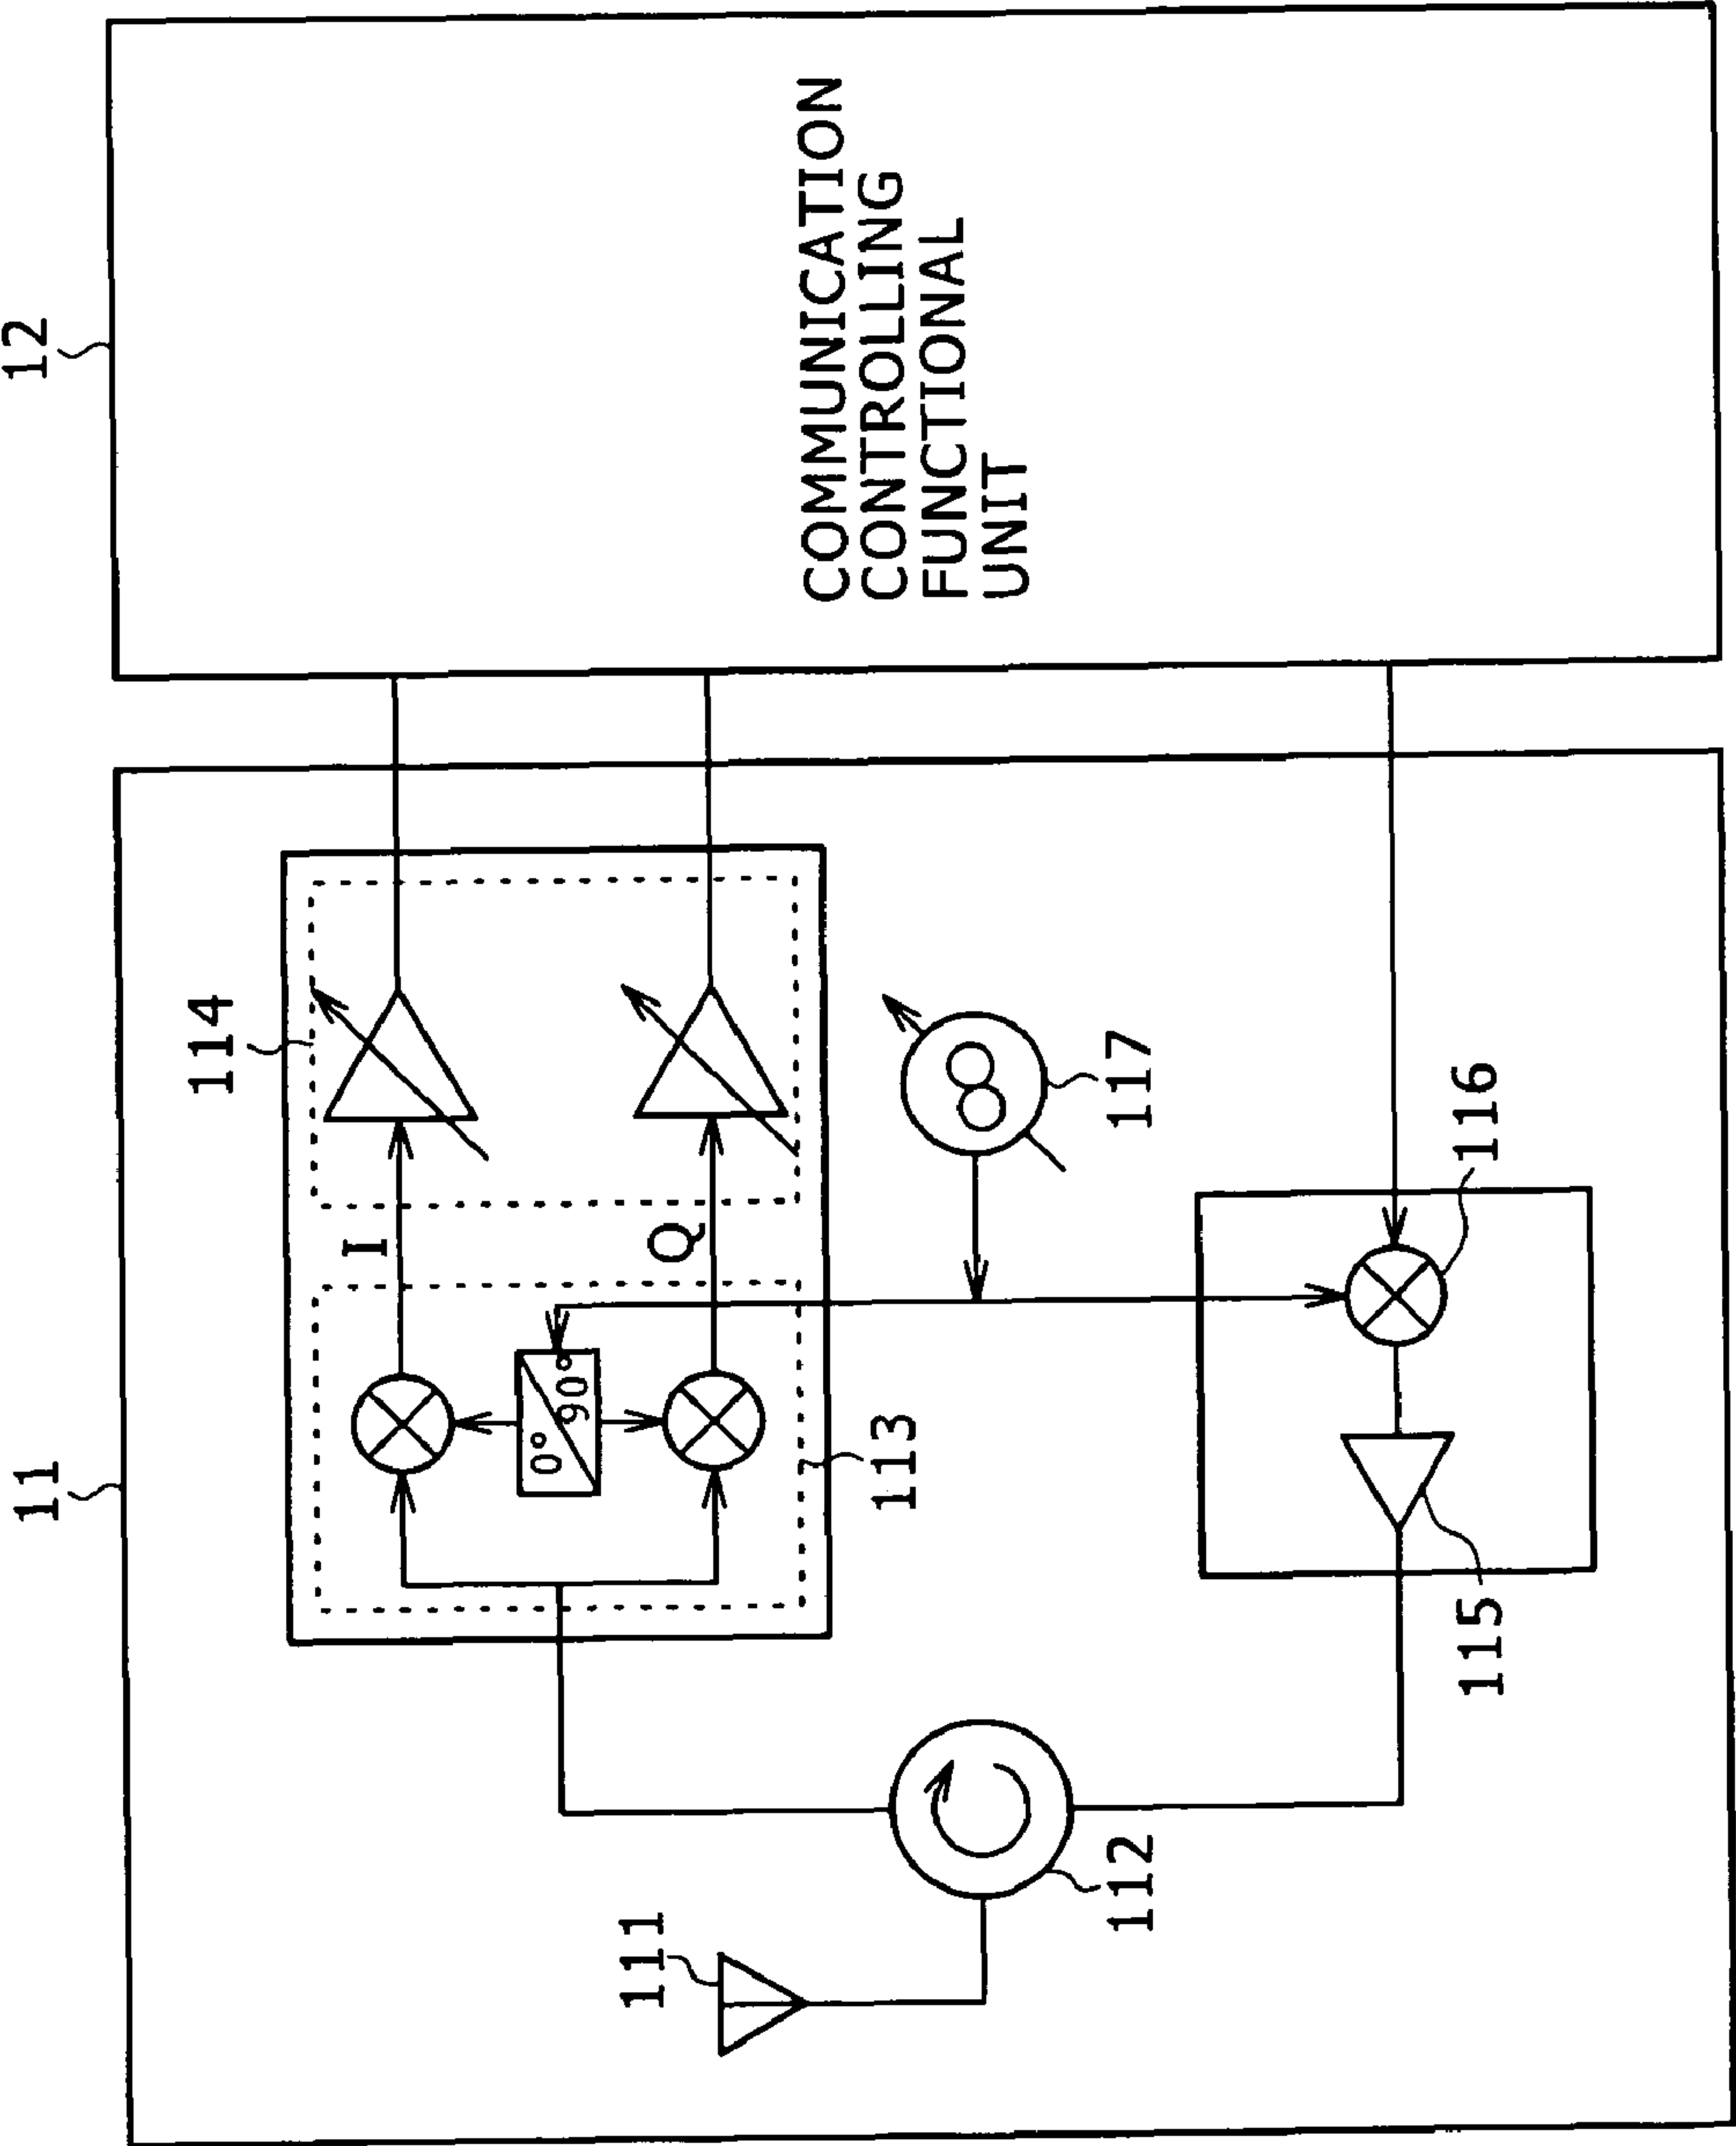 11
12
114
I
Q
0° 90°
113
111
112
117
116
115
COMMUNICATION
CONTROLLING
FUNCTIONAL
UNIT